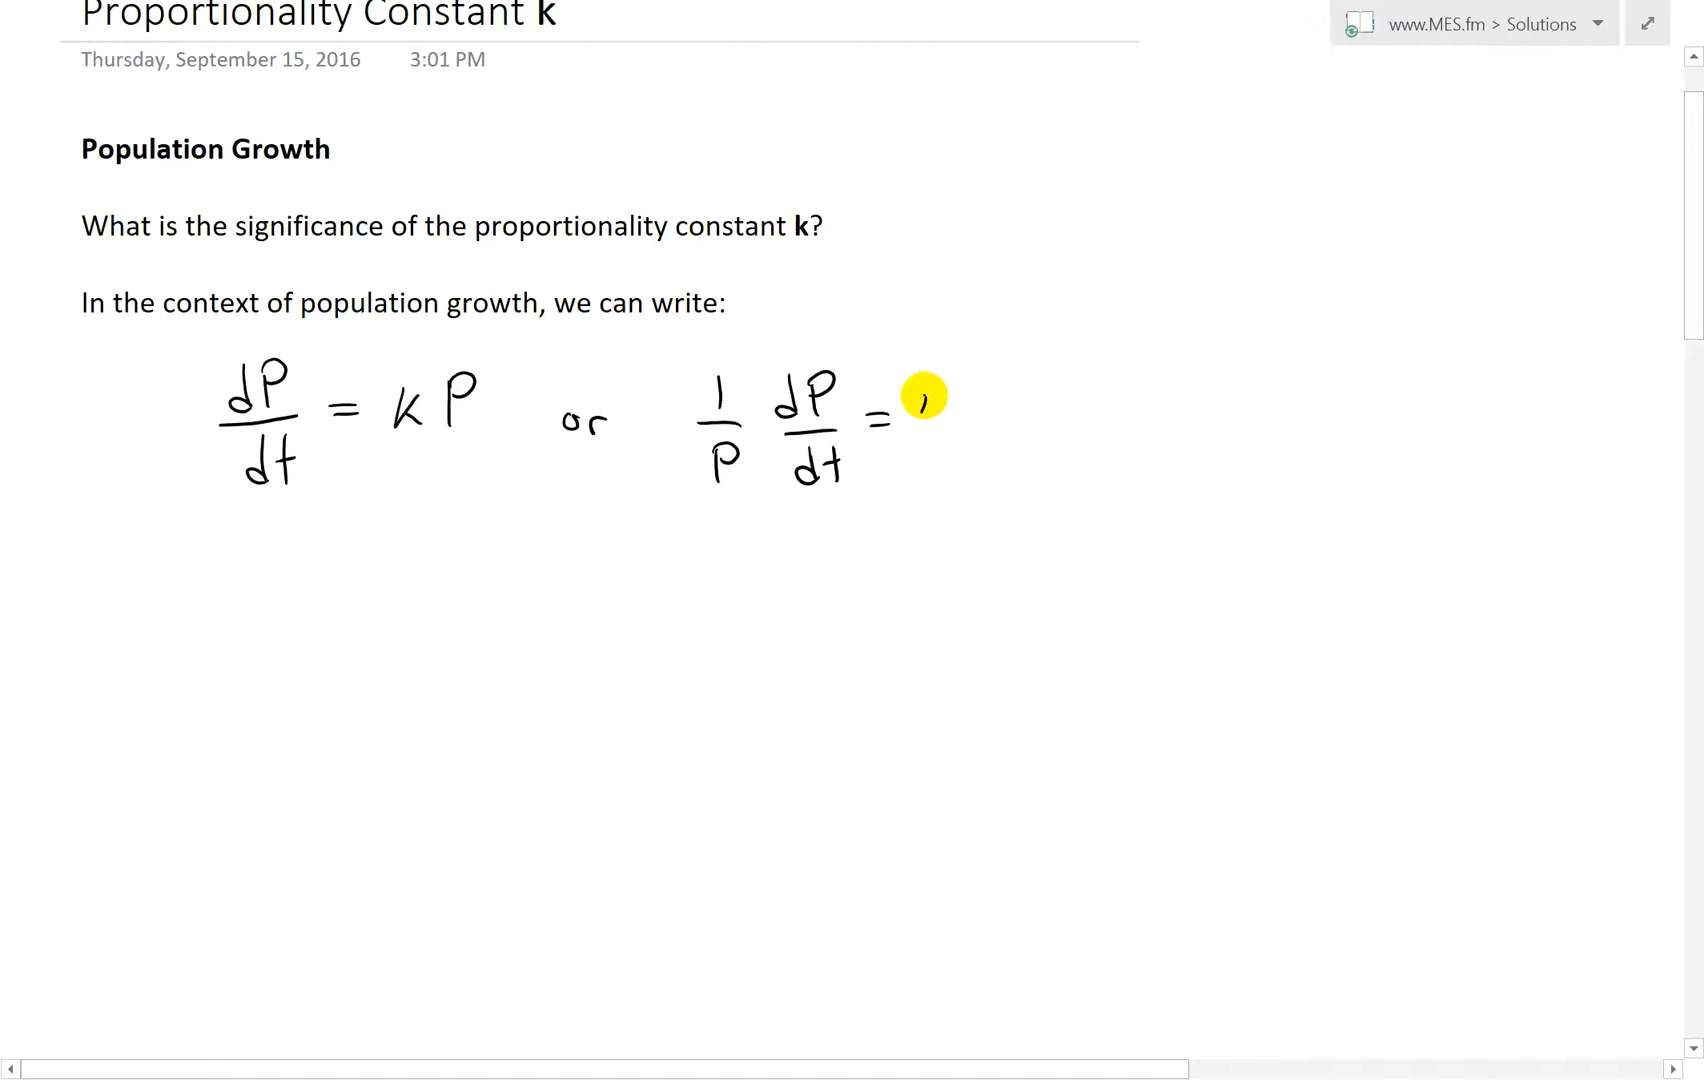 Proportionality Constant k
www.MES.fm > Solutions
Thursday, September 15, 2016 3:01 PM
Population Growth
What is the significance of the proportionality constant k?
In the context of population growth, we can write:
dP/dt = k P or 1/P dP/dt =